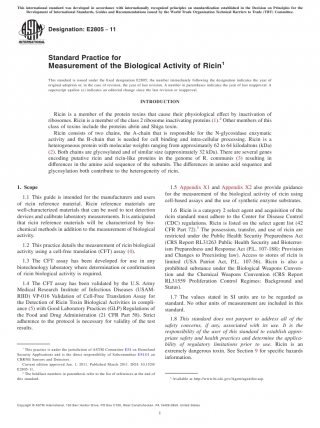 This international standard was developed in accordance with internationally recognized principles on standardization established in the Decision on Principles for the
Development of International Standards, Guides and Recommendations issued by the World Trade Organization Technical Barriers to Trade (TBT) Committee.
Designation: E2805 − 11
INTERNATIONAL
Standard Practice for
Measurement of the Biological Activity of Ricin1
This standard is issued under the fixed designation E2805; the number immediately following the designation indicates the year of
original adoption or, in the case of revision, the year of last revision. A number in parentheses indicates the year of last reapproval. A
superscript epsilon (ε) indicates an editorial change since the last revision or reapproval.
INTRODUCTION
Ricin is a member of the protein toxins that cause their physiological effect by inactivation of
ribosomes. Ricin is a member of the class 2 ribosome inactivating proteins (1).2 Other members of this
class of toxins include the proteins abrin and Shiga toxin.
Ricin consists of two chains, the A-chain that is responsible for the N-glycosidase enzymatic
activity and the B-chain that is needed for cell binding and intra-cellular processing. Ricin is a
heterogeneous protein with molecular weights ranging from approximately 62 to 64 kilodaltons (kDa)
(2). Both chains are glycosylated and of similar size (approximately 32 kDa). There are several genes
encoding putative ricin and ricin-like proteins in the genome of R. communis (3) resulting in
differences in the amino acid sequence of the subunits. The differences in amino acid sequence and
glycosylation both contribute to the heterogeneity of ricin.
1. Scope
1.1 This guide is intended for the manufacturers and users
of ricin reference material. Ricin reference materials are
well-characterized materials that can be used to test detection
devices and calibrate laboratory measurements. It is anticipated
that ricin reference materials will be characterized by bio-
chemical methods in addition to the measurement of biological
activity.
1.2 This practice details the measurement of ricin biological
activity using a cell-free translation (CFT) assay (4).
1.3 The CFT assay has been developed for use in any
biotechnology laboratory where determination or confirmation
of ricin biological activity is required.
1.4 The CFT assay has been validated by the U.S. Army
Medical Research Institute of Infectious Diseases (USAM-
RIID) VP-016 Validation of Cell-Free Translation Assay for
the Detection of Ricin Toxin Biological Activities in compli-
ance (5) with Good Laboratory Practices (GLP) Regulations of
the Food and Drug Administration (21 CFR Part 58). Strict
adherence to the protocol is necessary for validity of the test
results.
1.5 Appendix X1 and Appendix X2 also provide guidance
for the measurement of the biological activity of ricin using
cell-based assays and the use of synthetic enzyme substrates.
1.6 Ricin is a category 2 select agent and acquisition of the
ricin standard must adhere to the Center for Disease Control
(CDC) regulations. Ricin is listed on the select agent list (42
CFR Part 72).3 The possession, transfer, and use of ricin are
restricted under the Public Health Security Preparedness Act
(CRS Report RL31263 Public Health Security and Bioterror-
ism Preparedness and Response Act (P.L. 107-188): Provision
and Changes to Preexisting law). Access to stores of ricin is
limited (USA Patriot Act, P.L. 107-56). Ricin is also a
prohibited substance under the Biological Weapons Conven-
tion and the Chemical Weapons Convention (CRS Report
RL31559 Proliferation Control Regimes: Background and
Status).
1.7 The values stated in SI units are to be regarded as
standard. No other units of measurement are included in this
standard.
1.8 This standard does not purport to address all of the
safety concerns, if any, associated with its use. It is the
responsibility of the user of this standard to establish appro-
priate safety and health practices and determine the applica-
bility of regulatory limitations prior to use. Ricin is an
extremely dangerous toxin. See Section 9 for specific hazards
information.
1 This practice is under the jurisdiction of ASTM Committee E54 on Homeland
Security Applications and is the direct responsibility of Subcommittee E54.01 on
CBRNE Sensors and Detectors.
Current edition approved Jan. 1, 2011. Published March 2011. DOI: 10.1520/
E2805-11
2 The boldface numbers in parentheses refer to the list of references at the end of
this standard.
Copyright © ASTM International, 100 Barr Harbor Drive, PO Box C700, West Conshohocken, PA 19428-2959. United States
1